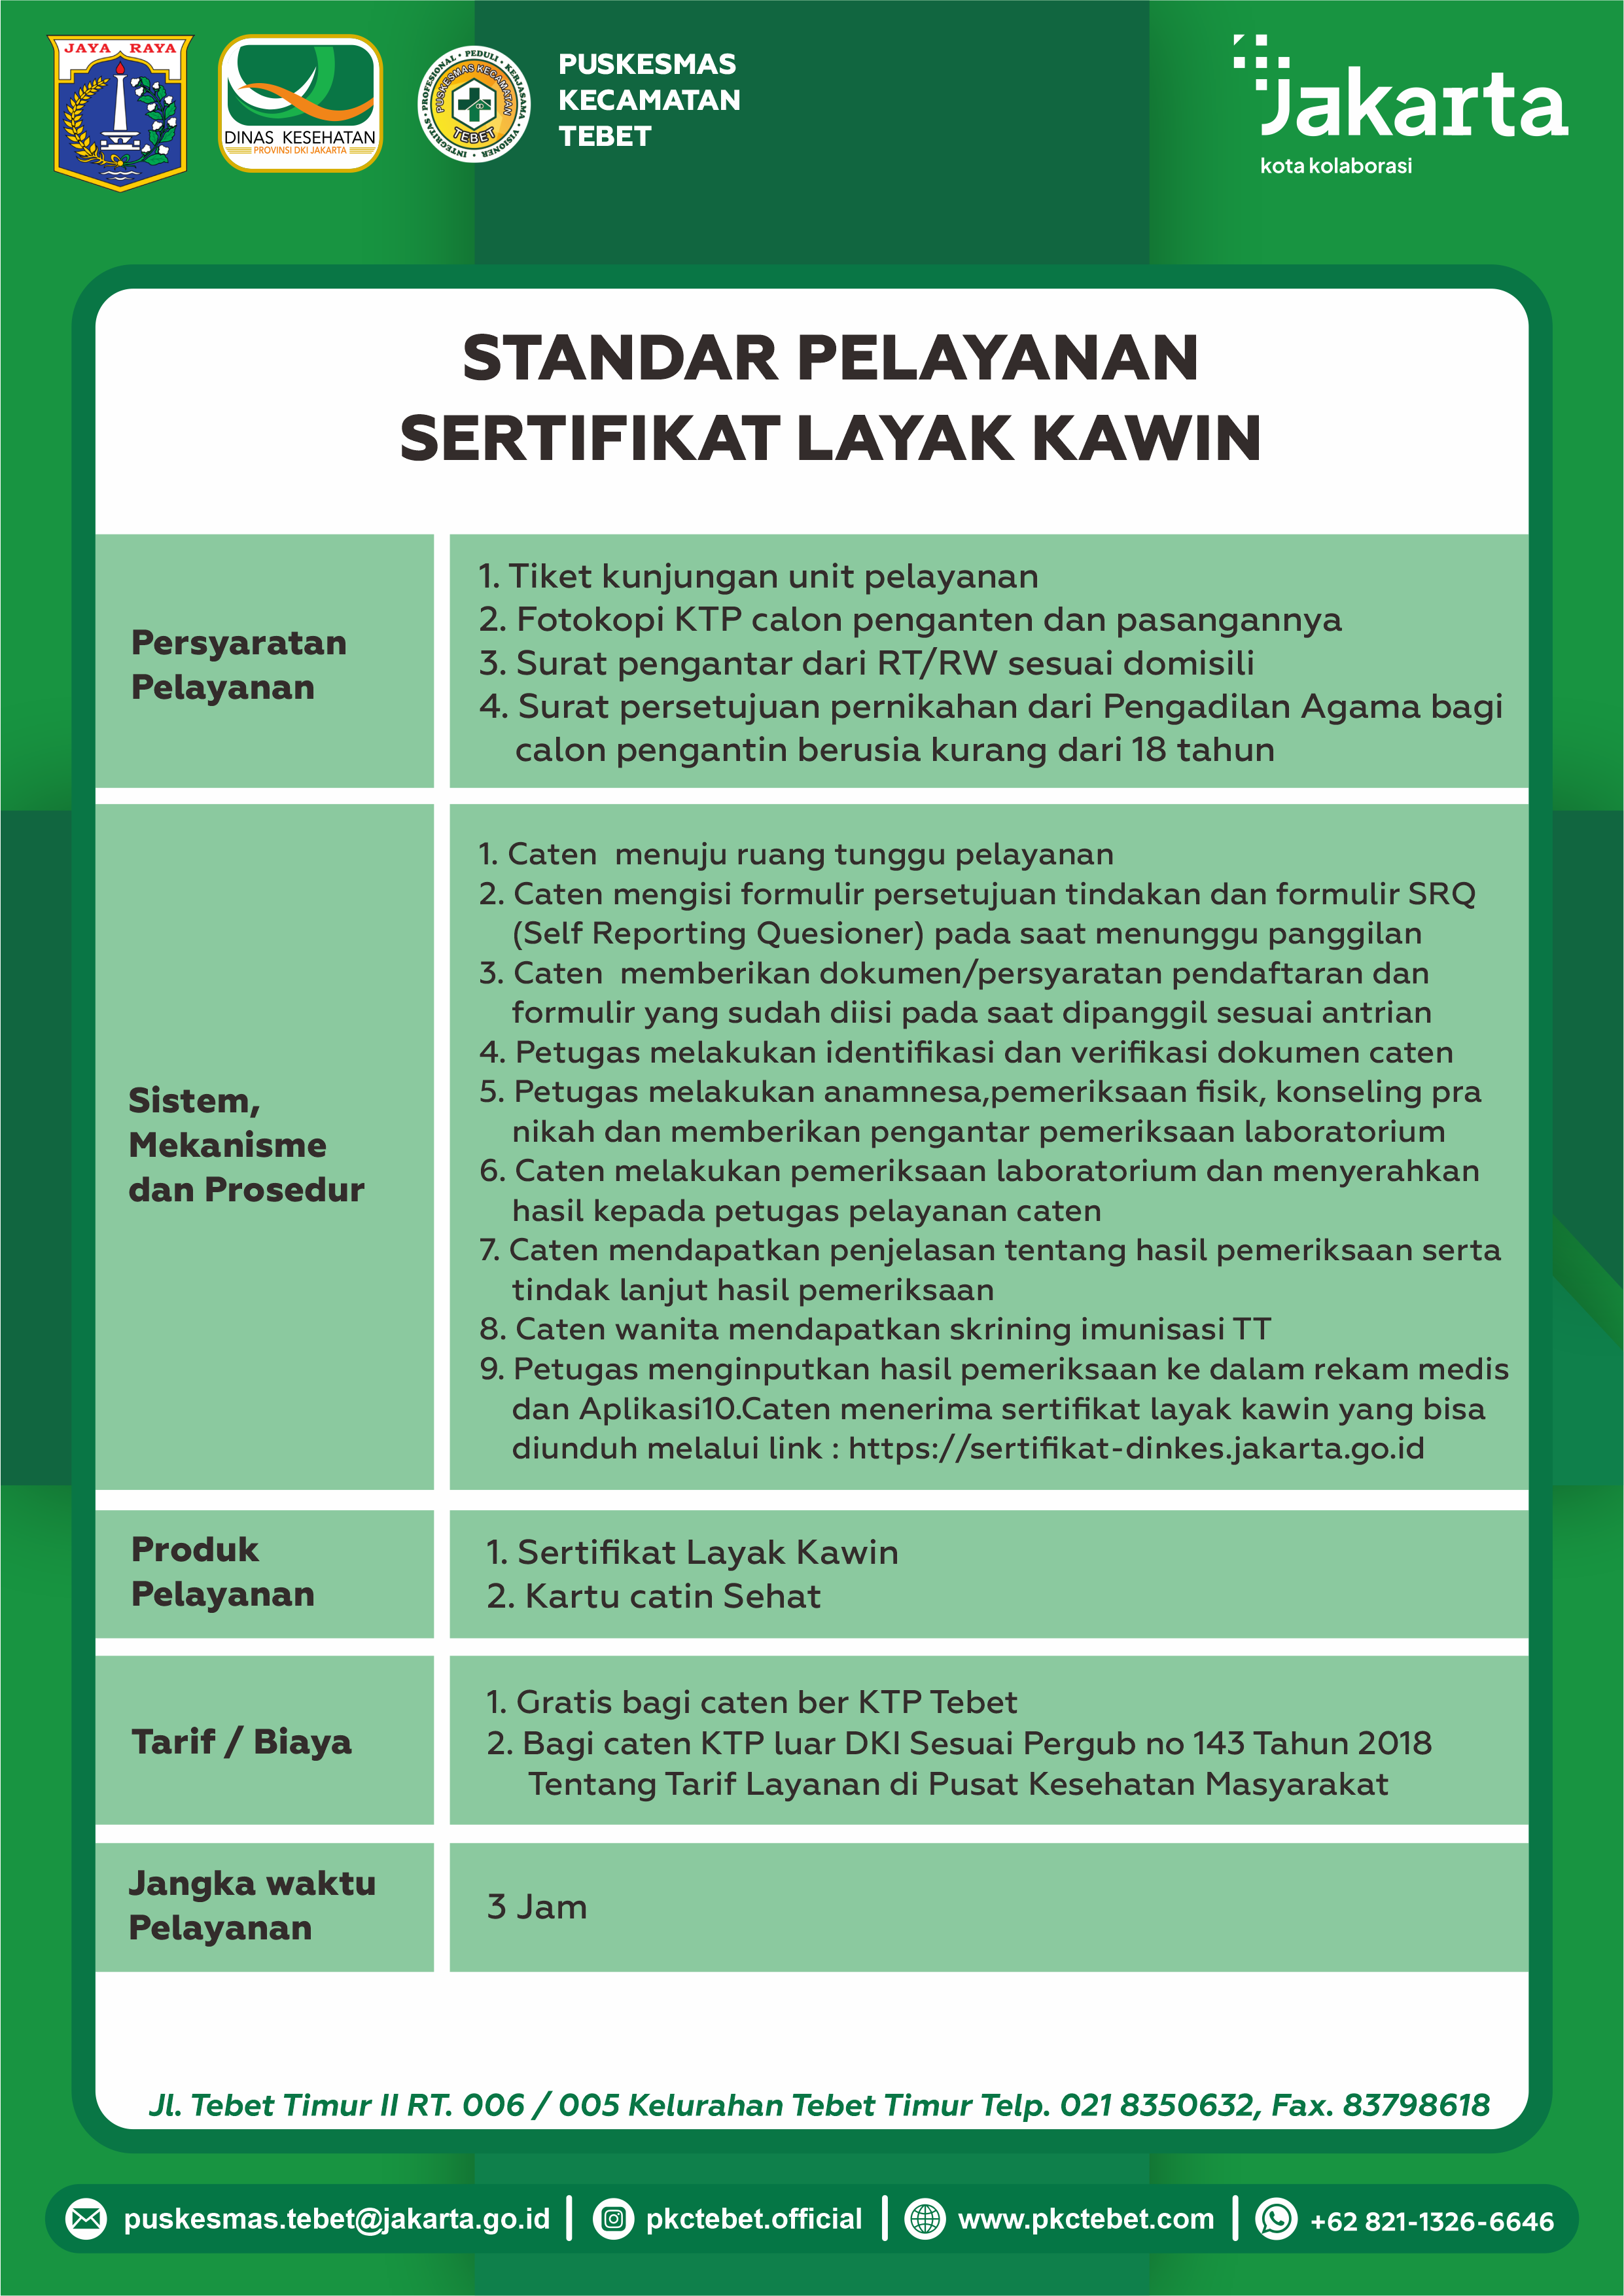 JAYA RAYA
DINAS KESEHATAN
PROVINSI DKI JAKARTA
INTEGRITAS • PROFESIONAL • PEDULI • KERJASAMA • VISIONER
PUSKESMAS KECAMATAN
TEBET
PUSKESMAS
KECAMATAN
TEBET
Jakarta
kota kolaborasi
STANDAR PELAYANAN
SERTIFIKAT LAYAK KAWIN
Persyaratan
Pelayanan
1. Tiket kunjungan unit pelayanan
2. Fotokopi KTP calon penganten dan pasangannya
3. Surat pengantar dari RT/RW sesuai domisili
4. Surat persetujuan pernikahan dari Pengadilan Agama bagi
calon pengantin berusia kurang dari 18 tahun
Sistem,
Mekanisme
dan Prosedur
1. Caten  menuju ruang tunggu pelayanan
2. Caten mengisi formulir persetujuan tindakan dan formulir SRQ
(Self Reporting Quesioner) pada saat menunggu panggilan
3. Caten  memberikan dokumen/persyaratan pendaftaran dan
formulir yang sudah diisi pada saat dipanggil sesuai antrian
4. Petugas melakukan identifikasi dan verifikasi dokumen caten
5. Petugas melakukan anamnesa,pemeriksaan fisik, konseling pra
nikah dan memberikan pengantar pemeriksaan laboratorium
6. Caten melakukan pemeriksaan laboratorium dan menyerahkan
hasil kepada petugas pelayanan caten
7. Caten mendapatkan penjelasan tentang hasil pemeriksaan serta
tindak lanjut hasil pemeriksaan
8. Caten wanita mendapatkan skrining imunisasi TT
9. Petugas menginputkan hasil pemeriksaan ke dalam rekam medis
dan Aplikasi10.Caten menerima sertifikat layak kawin yang bisa
diunduh melalui link : https://sertifikat-dinkes.jakarta.go.id
Produk
Pelayanan
1. Sertifikat Layak Kawin
2. Kartu catin Sehat
Tarif / Biaya
1. Gratis bagi caten ber KTP Tebet
2. Bagi caten KTP luar DKI Sesuai Pergub no 143 Tahun 2018
Tentang Tarif Layanan di Pusat Kesehatan Masyarakat
Jangka waktu
Pelayanan
3 Jam
Jl. Tebet Timur II RT. 006 / 005 Kelurahan Tebet Timur Telp. 021 8350632, Fax. 83798618
puskesmas.tebet@jakarta.go.id
pkctebet.official
www.pkctebet.com
+62 821-1326-6646